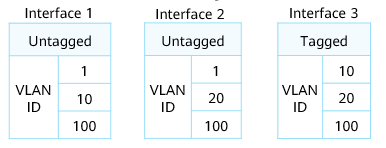 Interface 1
Untagged
VLAN ID
1
10
100
Interface 2
Untagged
VLAN ID
1
20
100
Interface 3
Tagged
VLAN ID
10
20
100